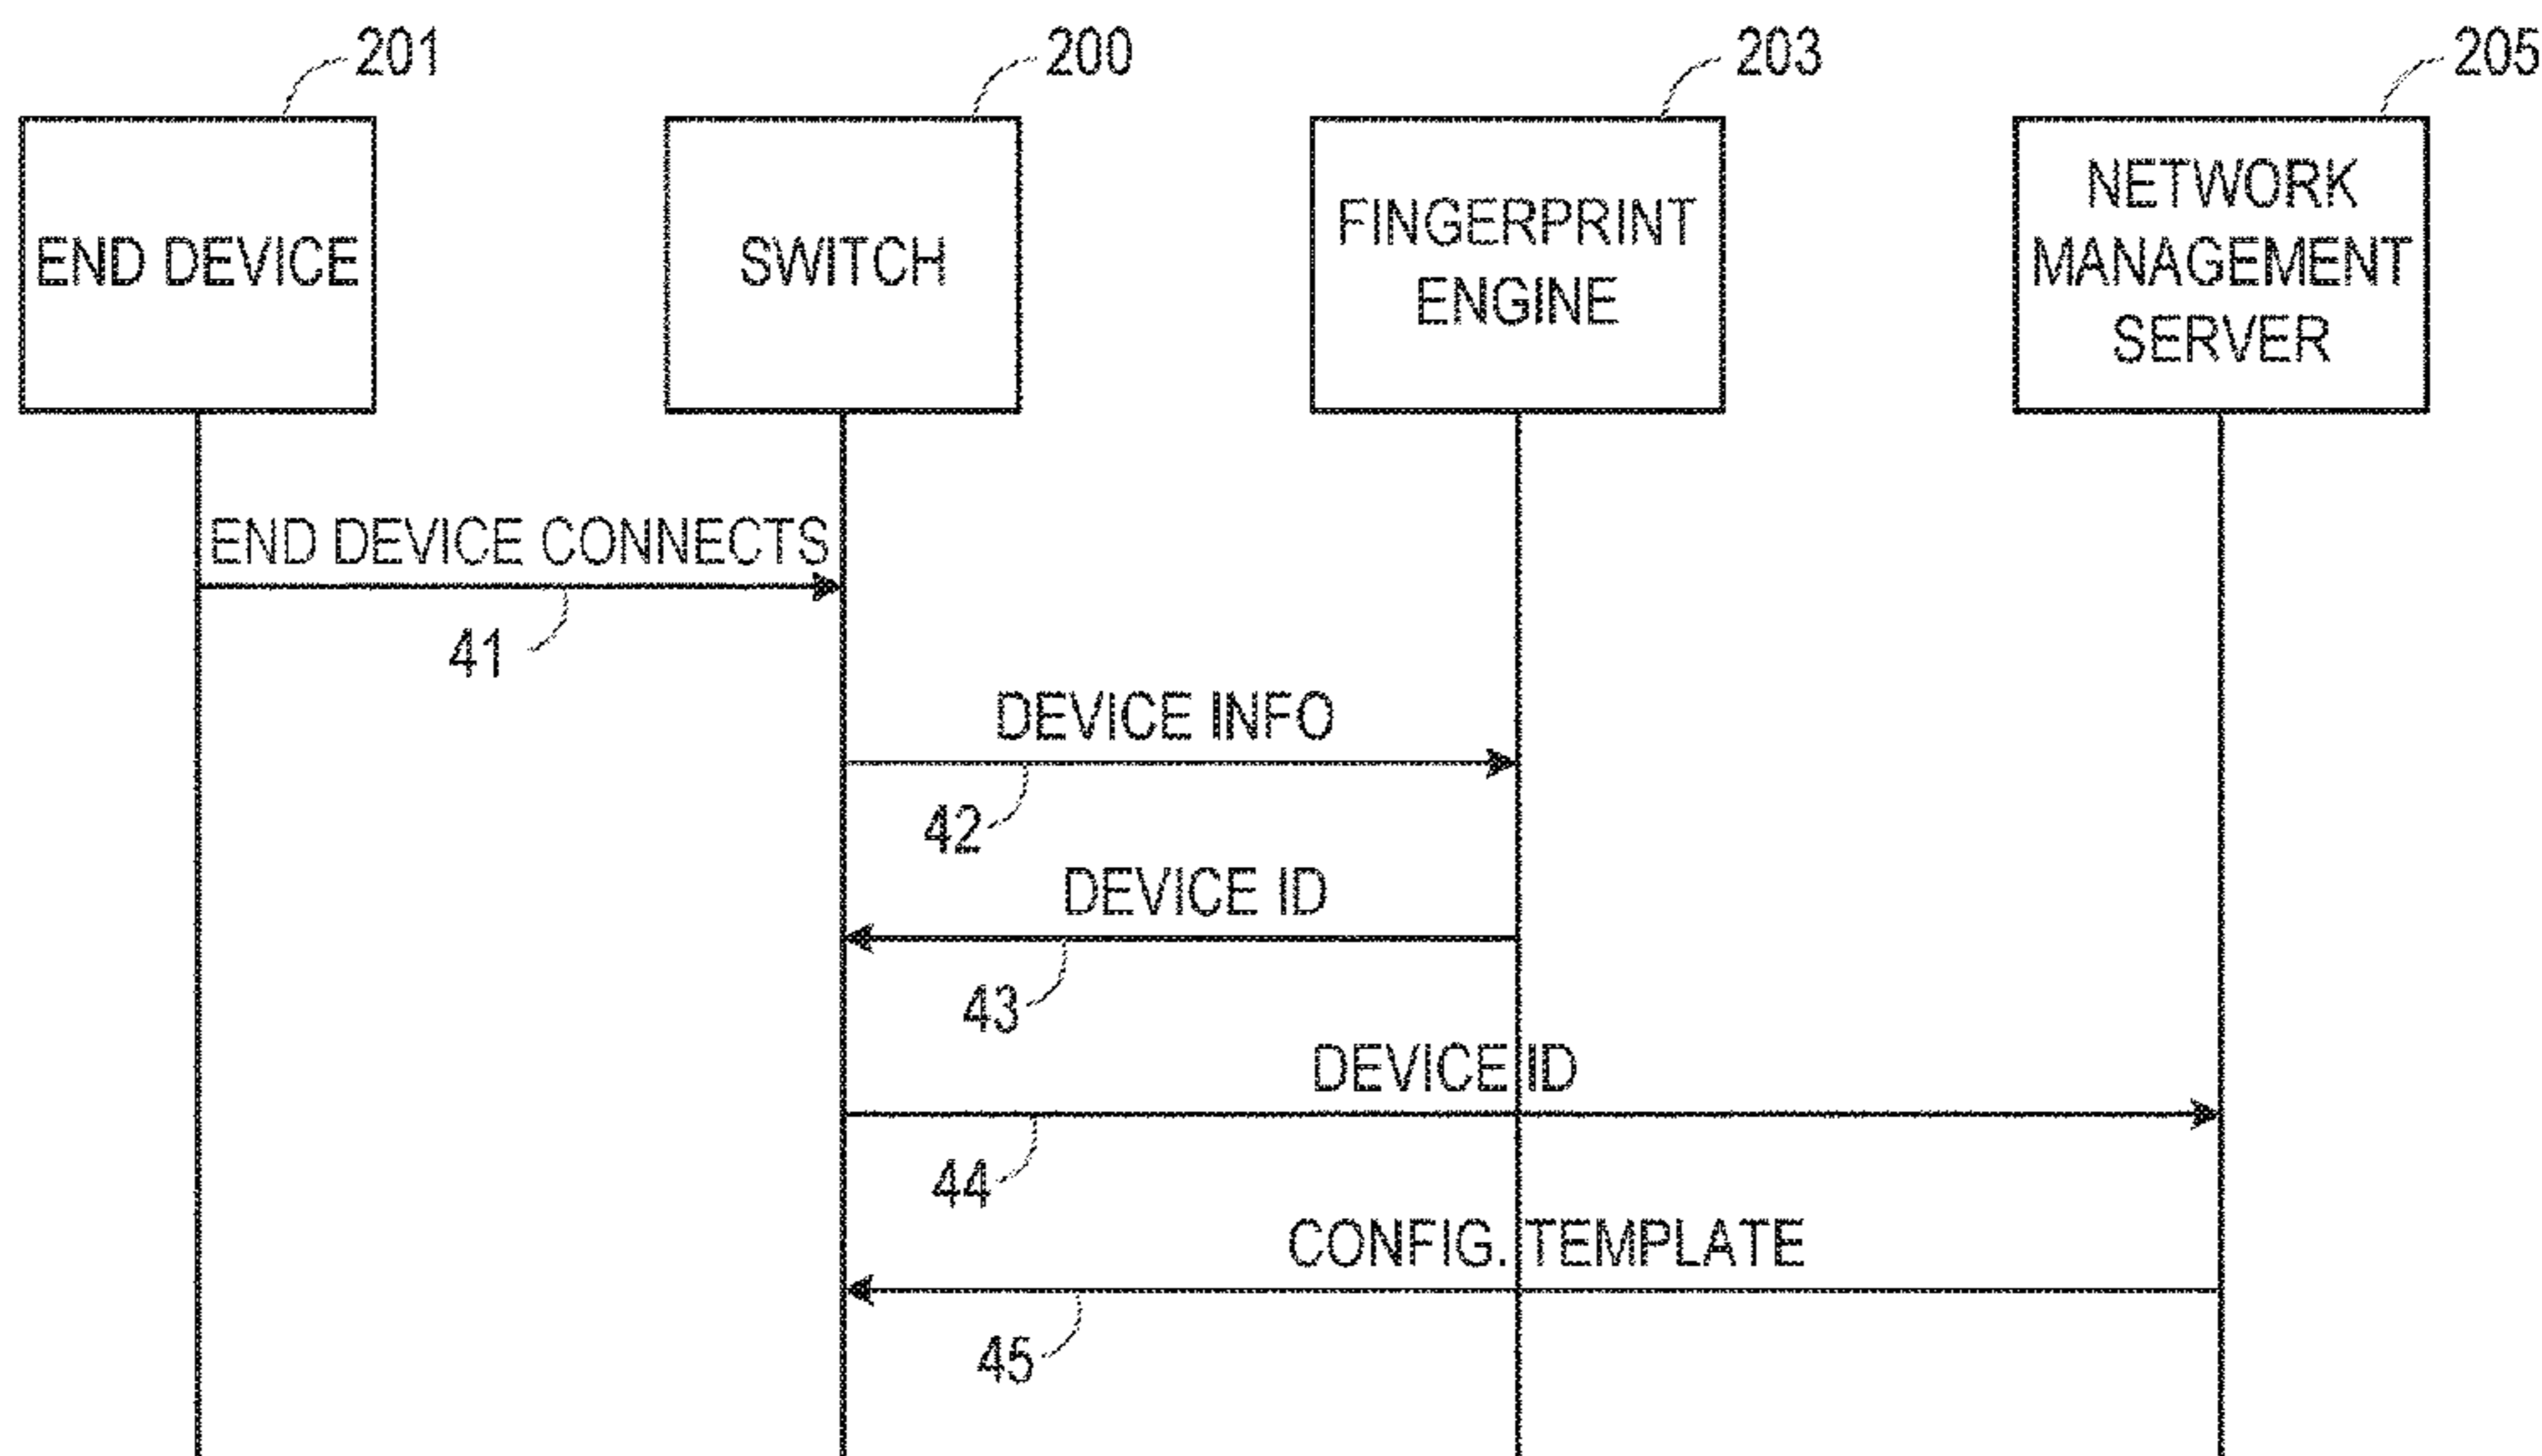 201
200
203
205
END DEVICE
SWITCH
FINGERPRINT
ENGINE
NETWORK
MANAGEMENT
SERVER
END DEVICE CONNECTS
41
DEVICE INFO
42
DEVICE ID
43
DEVICE ID
44
CONFIG. TEMPLATE
45